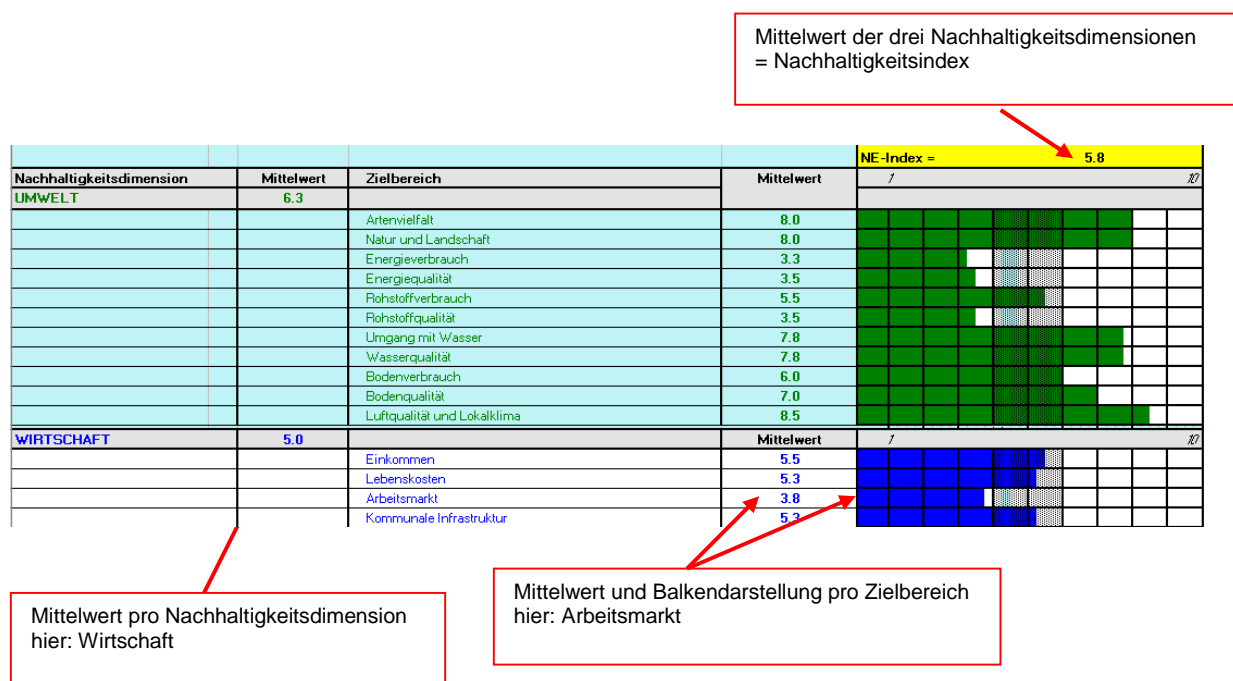 Mittelwert der drei Nachhaltigkeitsdimensionen
= Nachhaltigkeitsindex
NE-Index = 5.8
Nachhaltigkeitsdimension Mittelwert Zielbereich Mittelwert 1 10
UMWELT 6.3
Artenvielfalt 8.0
Natur und Landschaft 8.0
Energieverbrauch 3.3
Energiequalität 3.5
Rohstoffverbrauch 5.5
Rohstoffqualität 3.5
Umgang mit Wasser 7.8
Wasserqualität 7.8
Bodenverbrauch 6.0
Bodenqualität 7.0
Luftqualität und Lokalklima 8.5
WIRTSCHAFT 5.0 Mittelwert 1 10
Einkommen 5.5
Lebenskosten 5.3
Arbeitsmarkt 3.8
Kommunale Infrastruktur 5.3
Mittelwert pro Nachhaltigkeitsdimension
hier: Wirtschaft
Mittelwert und Balkendarstellung pro Zielbereich
hier: Arbeitsmarkt